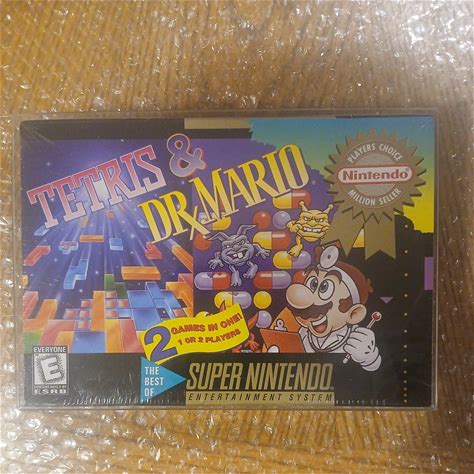 TETRIS &
DR. MARIO
PLAYERS CHOICE
Nintendo
MILLION SELLER
2 GAMES IN ONE!
1 OR 2 PLAYERS
EVERYONE
E
ESRB
THE
BEST
OF
SUPER NINTENDO
ENTERTAINMENT SYSTEM